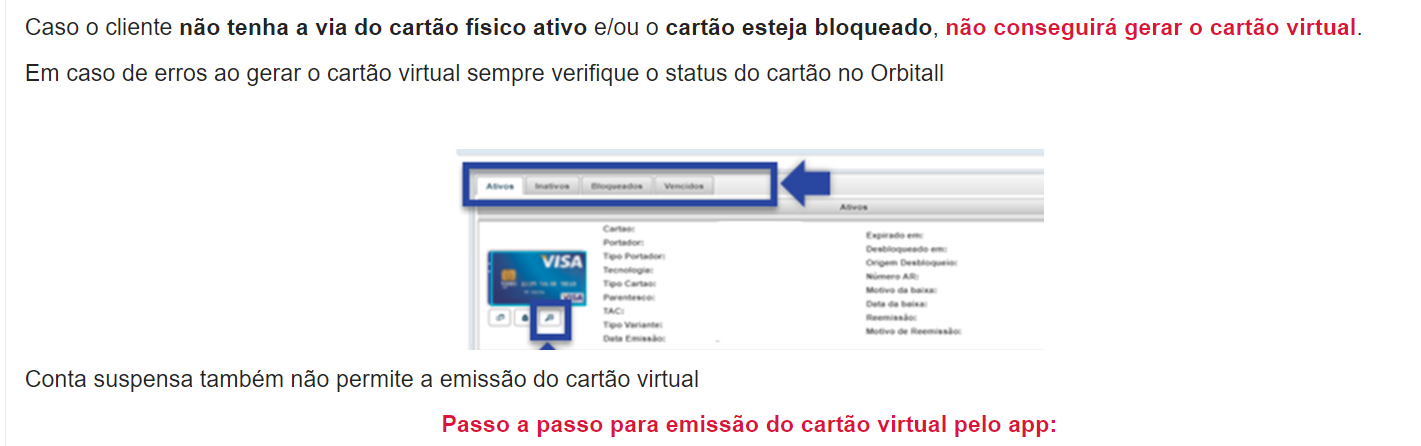 Caso o cliente não tenha a via do cartão físico ativo e/ou o cartão esteja bloqueado, não conseguirá gerar o cartão virtual.
Em caso de erros ao gerar o cartão virtual sempre verifique o status do cartão no Orbitall
Ativos Inativos Bloqueados Vencidos
Ativos
VISA
VISA
Cartao:
Portador:
Tipo Portador:
Tecnologia:
Tipo Cartao:
Parentesco:
TAC:
Tipo Variante:
Data Emissão:
Expirado em:
Desbloqueado em:
Origem Desbloqueio:
Número AR:
Motivo da baixa:
Data da baixa:
Reemissão:
Motivo de Reemissão:
Conta suspensa também não permite a emissão do cartão virtual
Passo a passo para emissão do cartão virtual pelo app: